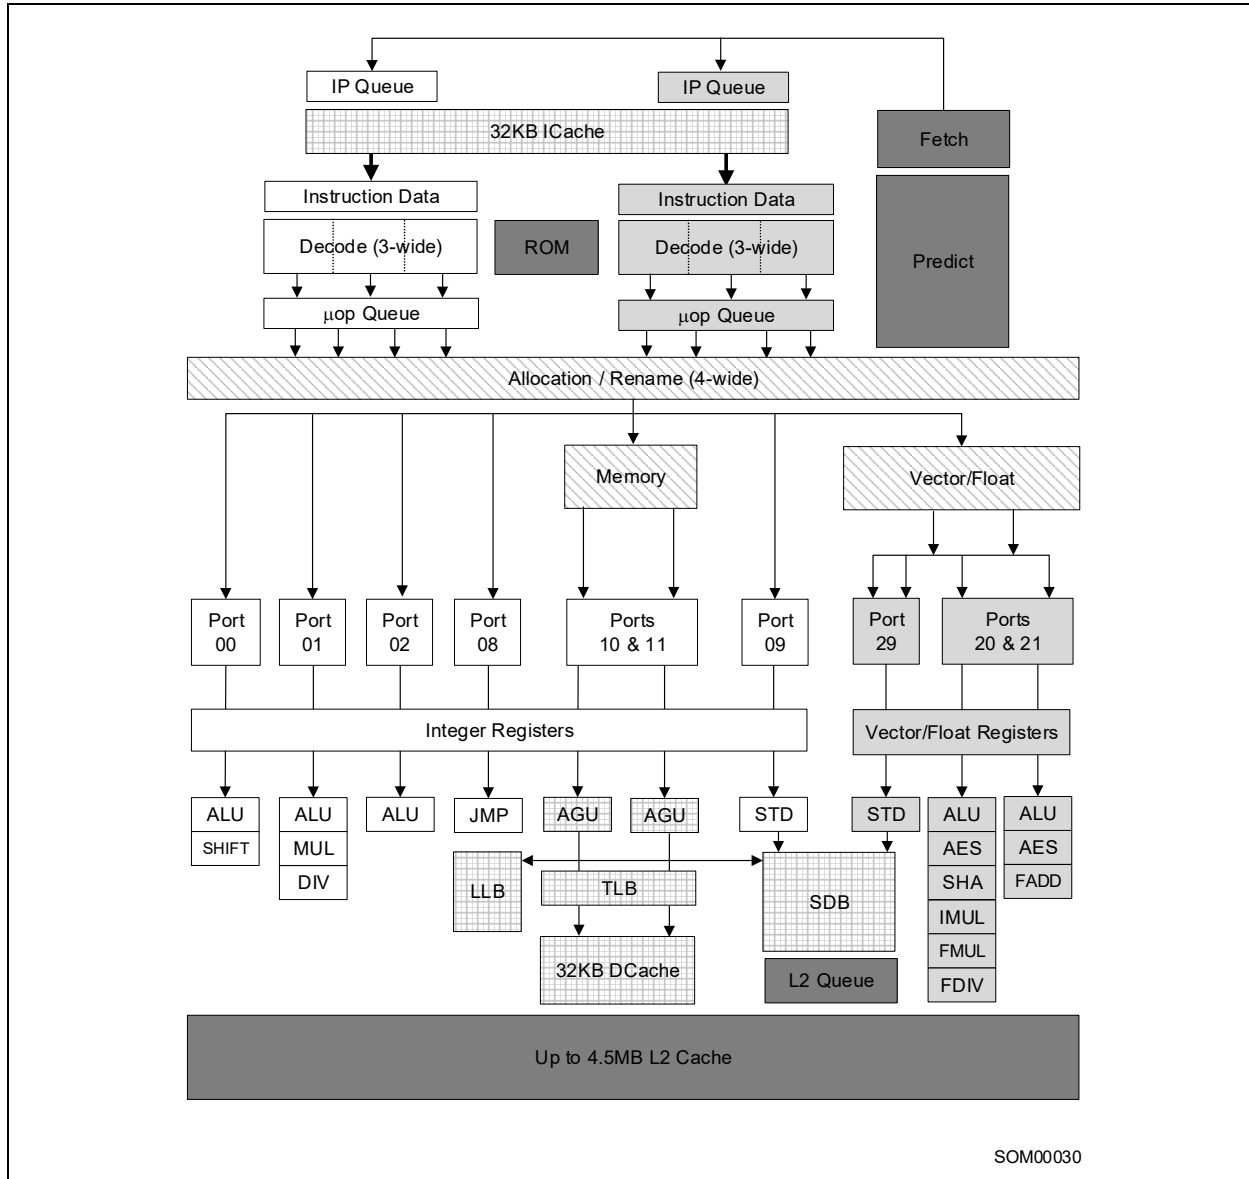 IP Queue
IP Queue
32KB ICache
Fetch
Instruction Data
Instruction Data
Decode (3-wide)
ROM
Decode (3-wide)
Predict
μop Queue
μop Queue
Allocation / Rename (4-wide)
Memory
Vector/Float
Port
00
Port
01
Port
02
Port
08
Ports
10 & 11
Port
09
Port
29
Ports
20 & 21
Integer Registers
Vector/Float Registers
ALU
SHIFT
ALU
MUL
DIV
ALU
JMP
AGU
AGU
STD
STD
ALU
AES
SHA
IMUL
FMUL
FDIV
ALU
AES
FADD
LLB
TLB
SDB
32KB DCache
L2 Queue
Up to 4.5MB L2 Cache
SOM00030